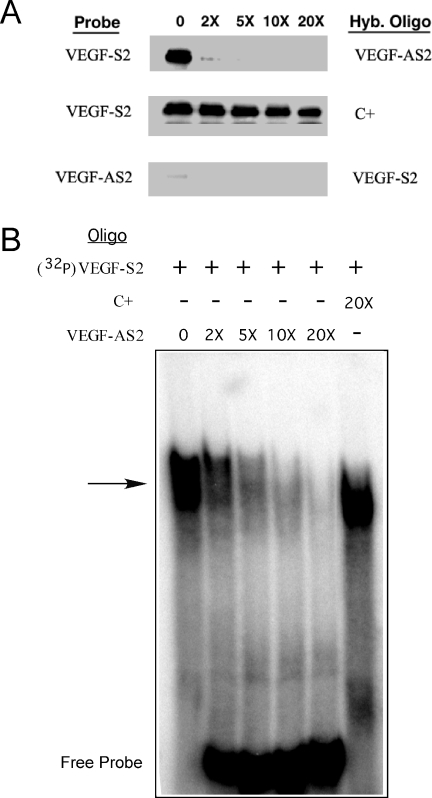 A
Probe 0 2X 5X 10X 20X Hyb. Oligo
VEGF-S2 VEGF-AS2
VEGF-S2 C+
VEGF-AS2 VEGF-S2
B
Oligo
(32P)VEGF-S2 + + + + + +
C+ - - - - - 20X
VEGF-AS2 0 2X 5X 10X 20X -
Free Probe